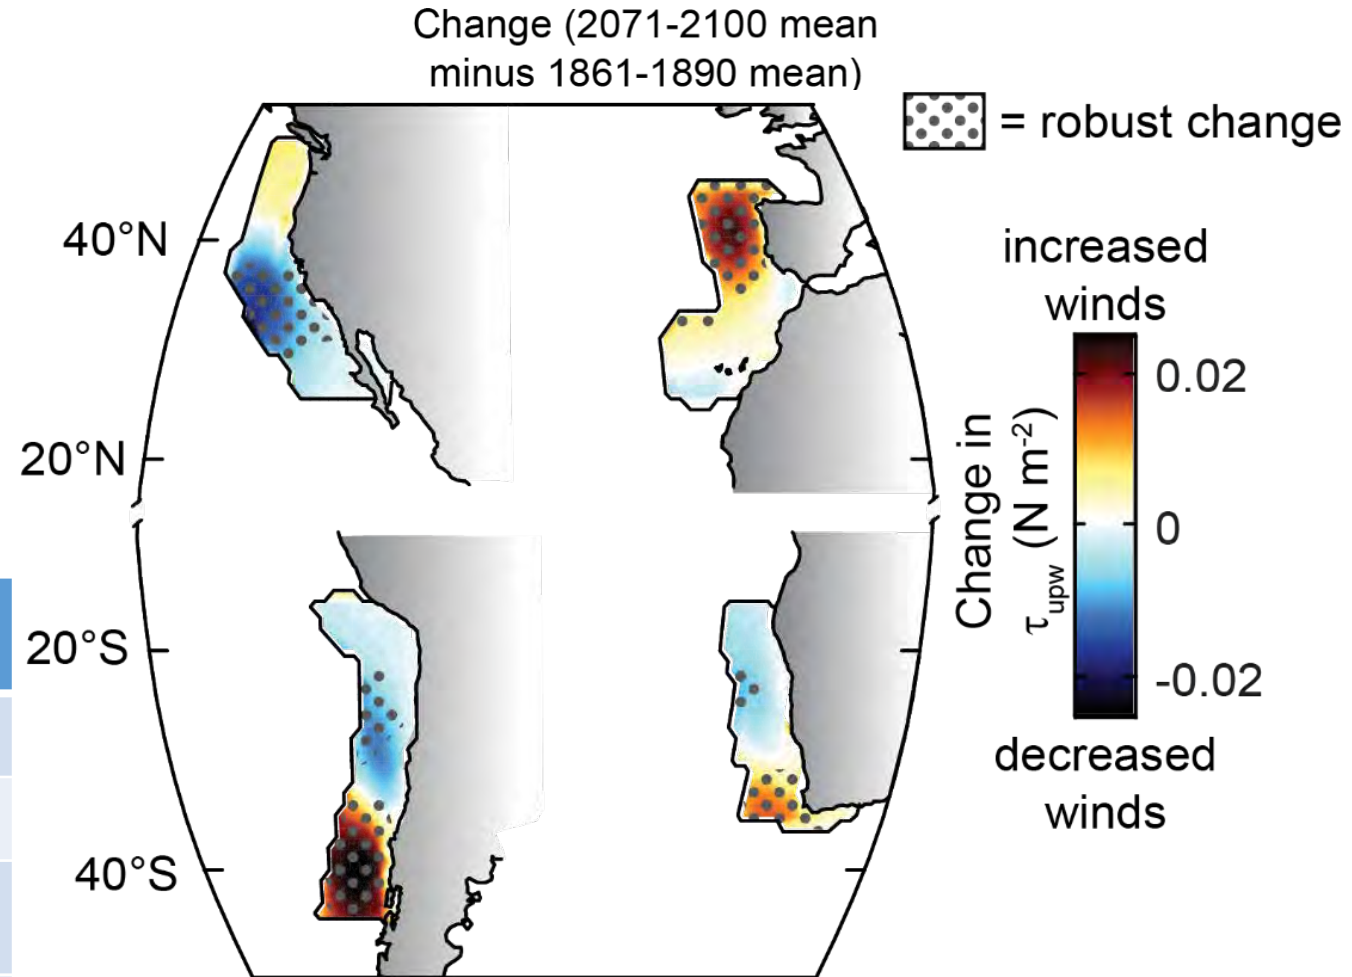 Change (2071-2100 mean
minus 1861-1890 mean)
= robust change
40°N
20°N
20°S
40°S
increased
winds
0.02
0
-0.02
Change in
τupw (N m-2)
decreased
winds